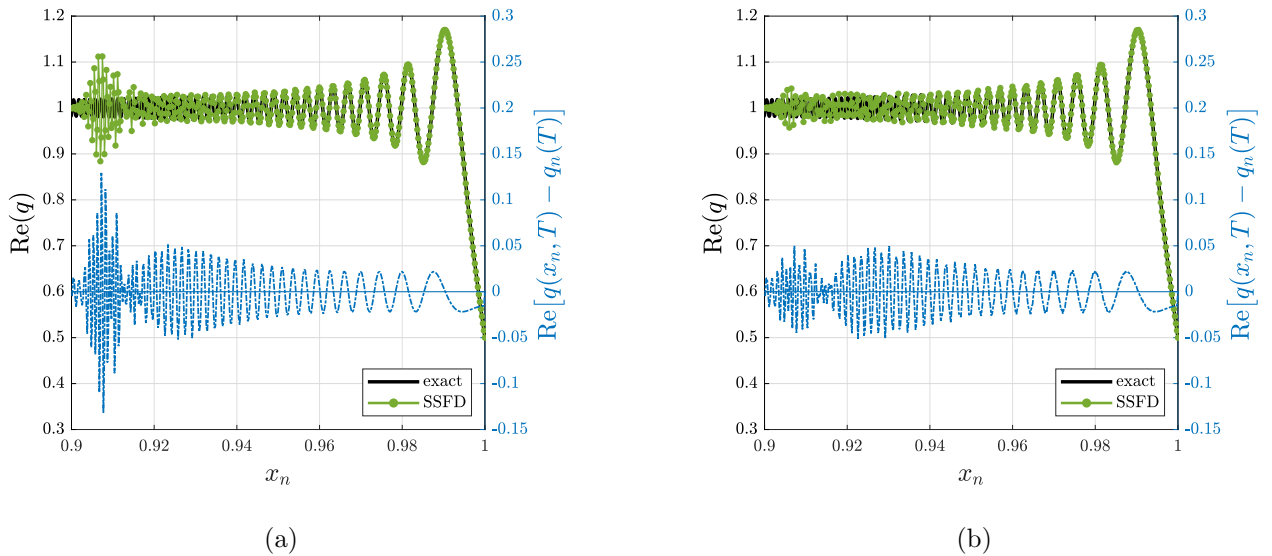 1.2
1.1
1
0.9
0.8
0.7
0.6
0.5
0.4
0.3
Re(q)
0.3
0.25
0.2
0.15
0.1
0.05
0
-0.05
-0.1
-0.15
Re[q(x_n, T) − q_n(T)]
exact
SSFD
0.9 0.92 0.94 0.96 0.98 1
x_n
(a)
1.2
1.1
1
0.9
0.8
0.7
0.6
0.5
0.4
0.3
Re(q)
0.3
0.25
0.2
0.15
0.1
0.05
0
-0.05
-0.1
-0.15
Re[q(x_n, T) − q_n(T)]
exact
SSFD
0.9 0.92 0.94 0.96 0.98 1
x_n
(b)